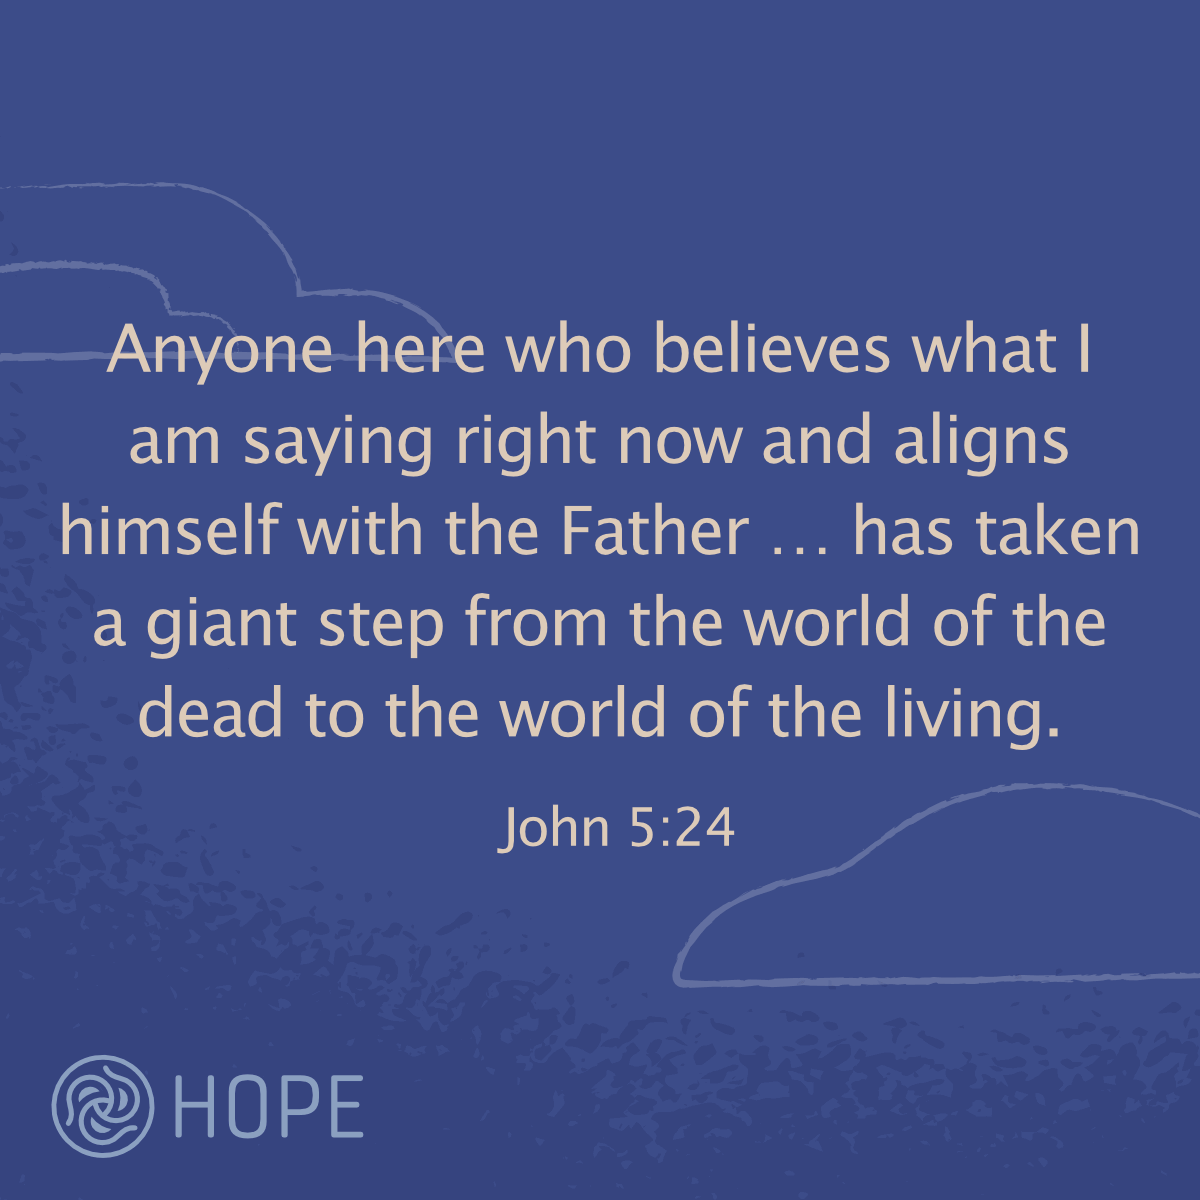 Anyone here who believes what I
am saying right now and aligns
himself with the Father … has taken
a giant step from the world of the
dead to the world of the living.
John 5:24
HOPE